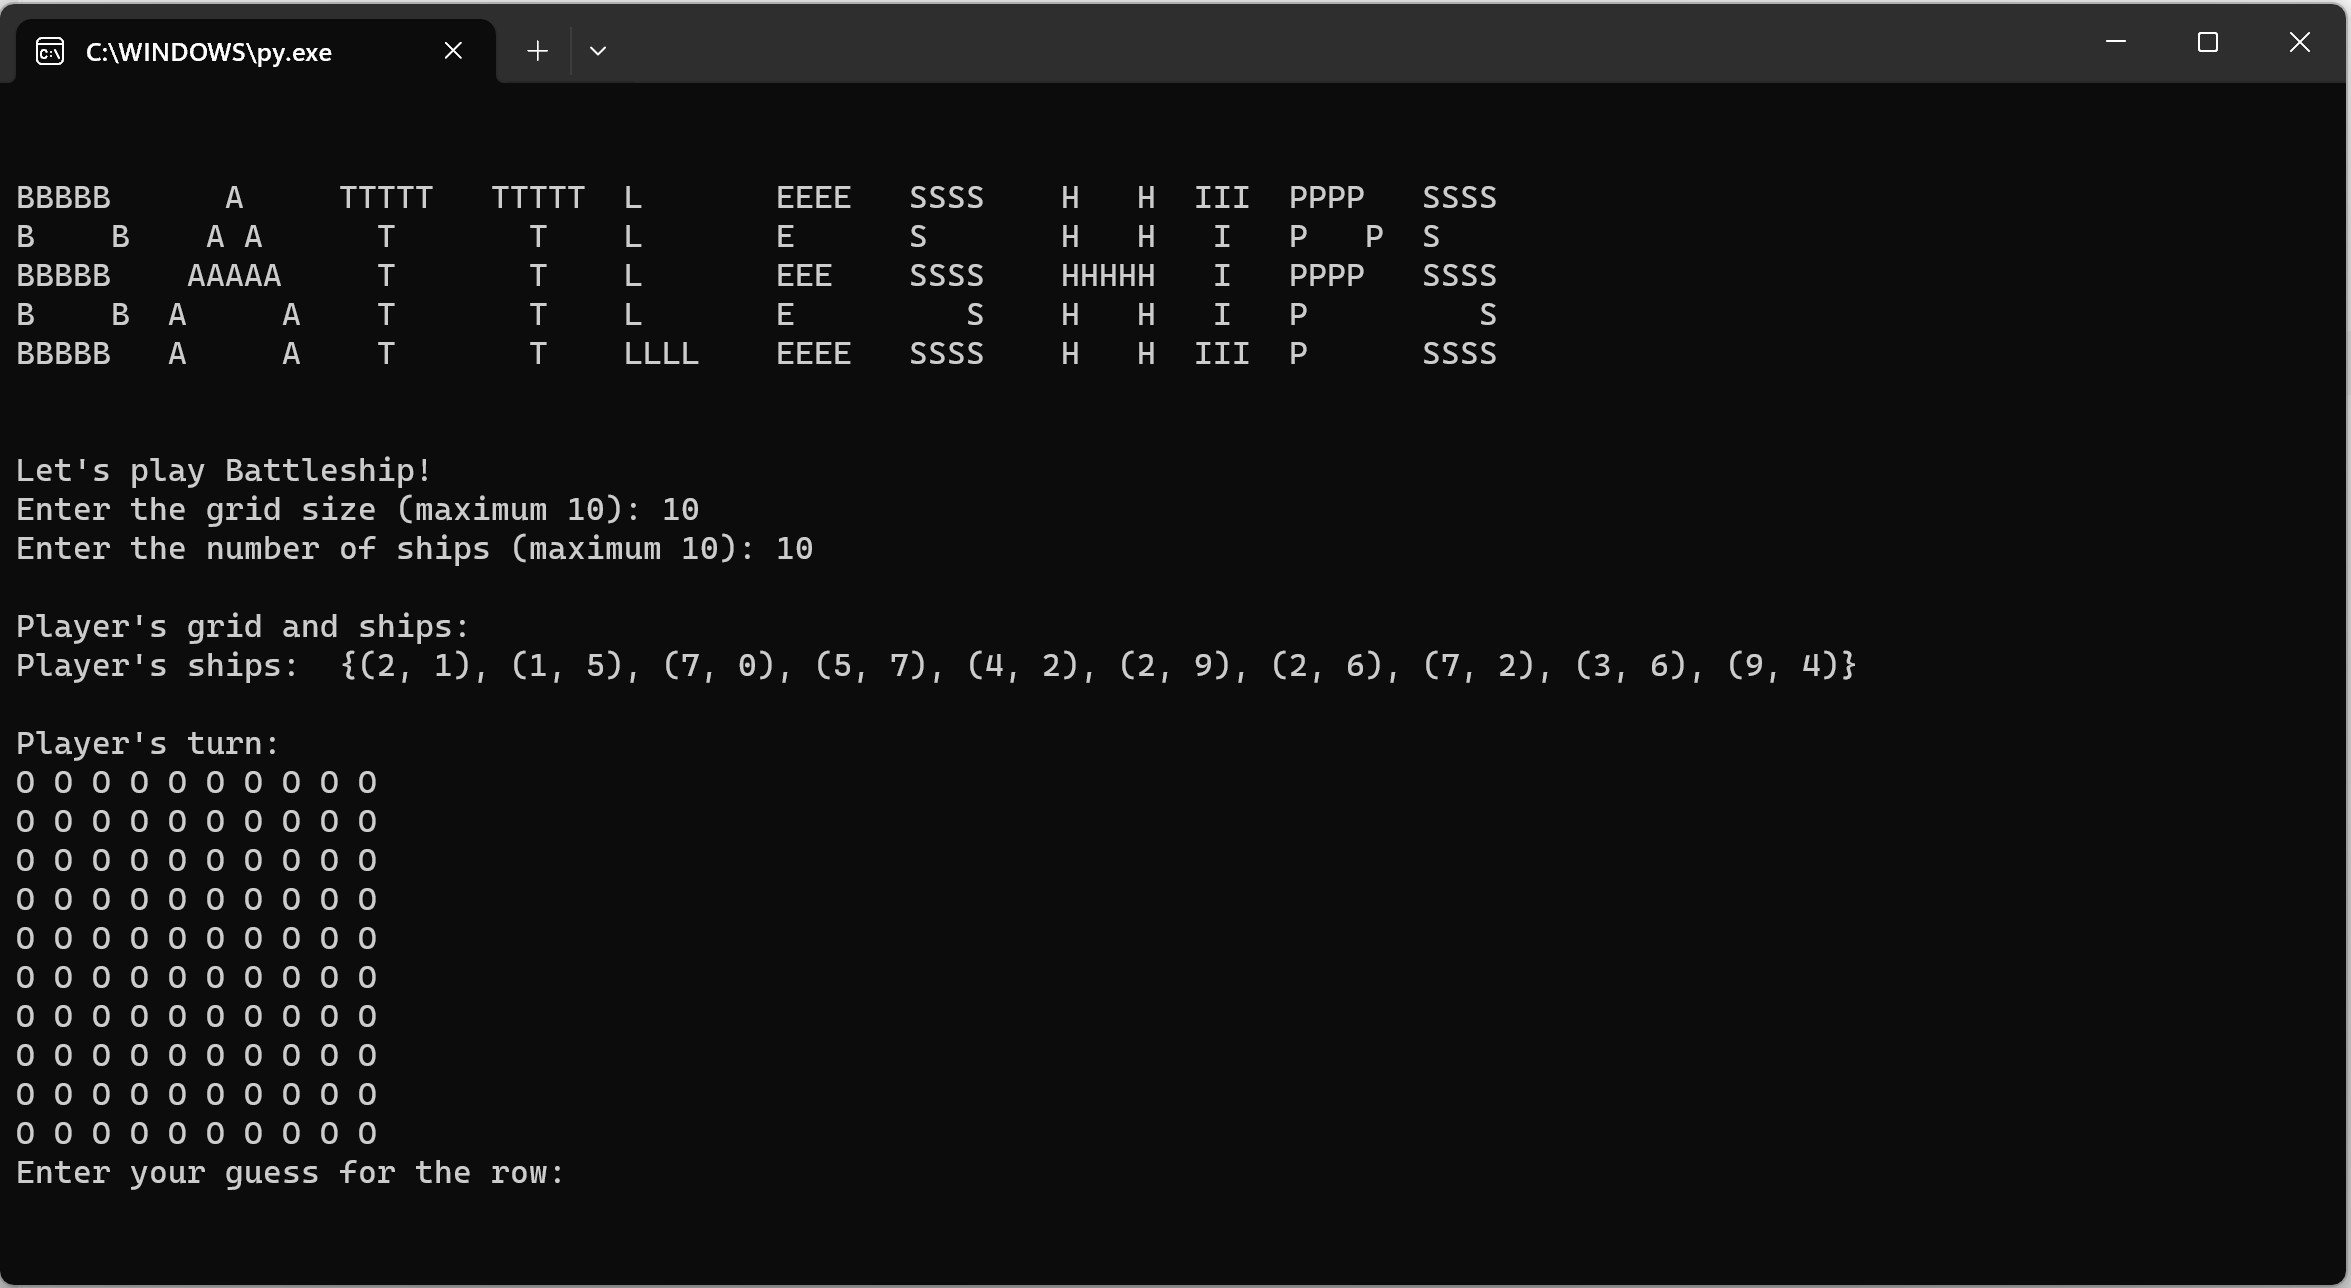 C:\WINDOWS\py.exe
BBBBB      A     TTTTT   TTTTT  L       EEEE   SSSS    H   H  III  PPPP   SSSS
B    B    A A      T       T    L       E      S       H   H   I   P   P  S
BBBBB    AAAAA     T       T    L       EEE    SSSS    HHHHH   I   PPPP   SSSS
B    B  A     A    T       T    L       E         S    H   H   I   P         S
BBBBB   A     A    T       T    LLLL    EEEE   SSSS    H   H  III  P      SSSS
Let's play Battleship!
Enter the grid size (maximum 10): 10
Enter the number of ships (maximum 10): 10
Player's grid and ships:
Player's ships:  {(2, 1), (1, 5), (7, 0), (5, 7), (4, 2), (2, 9), (2, 6), (7, 2), (3, 6), (9, 4)}
Player's turn:
O O O O O O O O O O
O O O O O O O O O O
O O O O O O O O O O
O O O O O O O O O O
O O O O O O O O O O
O O O O O O O O O O
O O O O O O O O O O
O O O O O O O O O O
O O O O O O O O O O
O O O O O O O O O O
Enter your guess for the row: